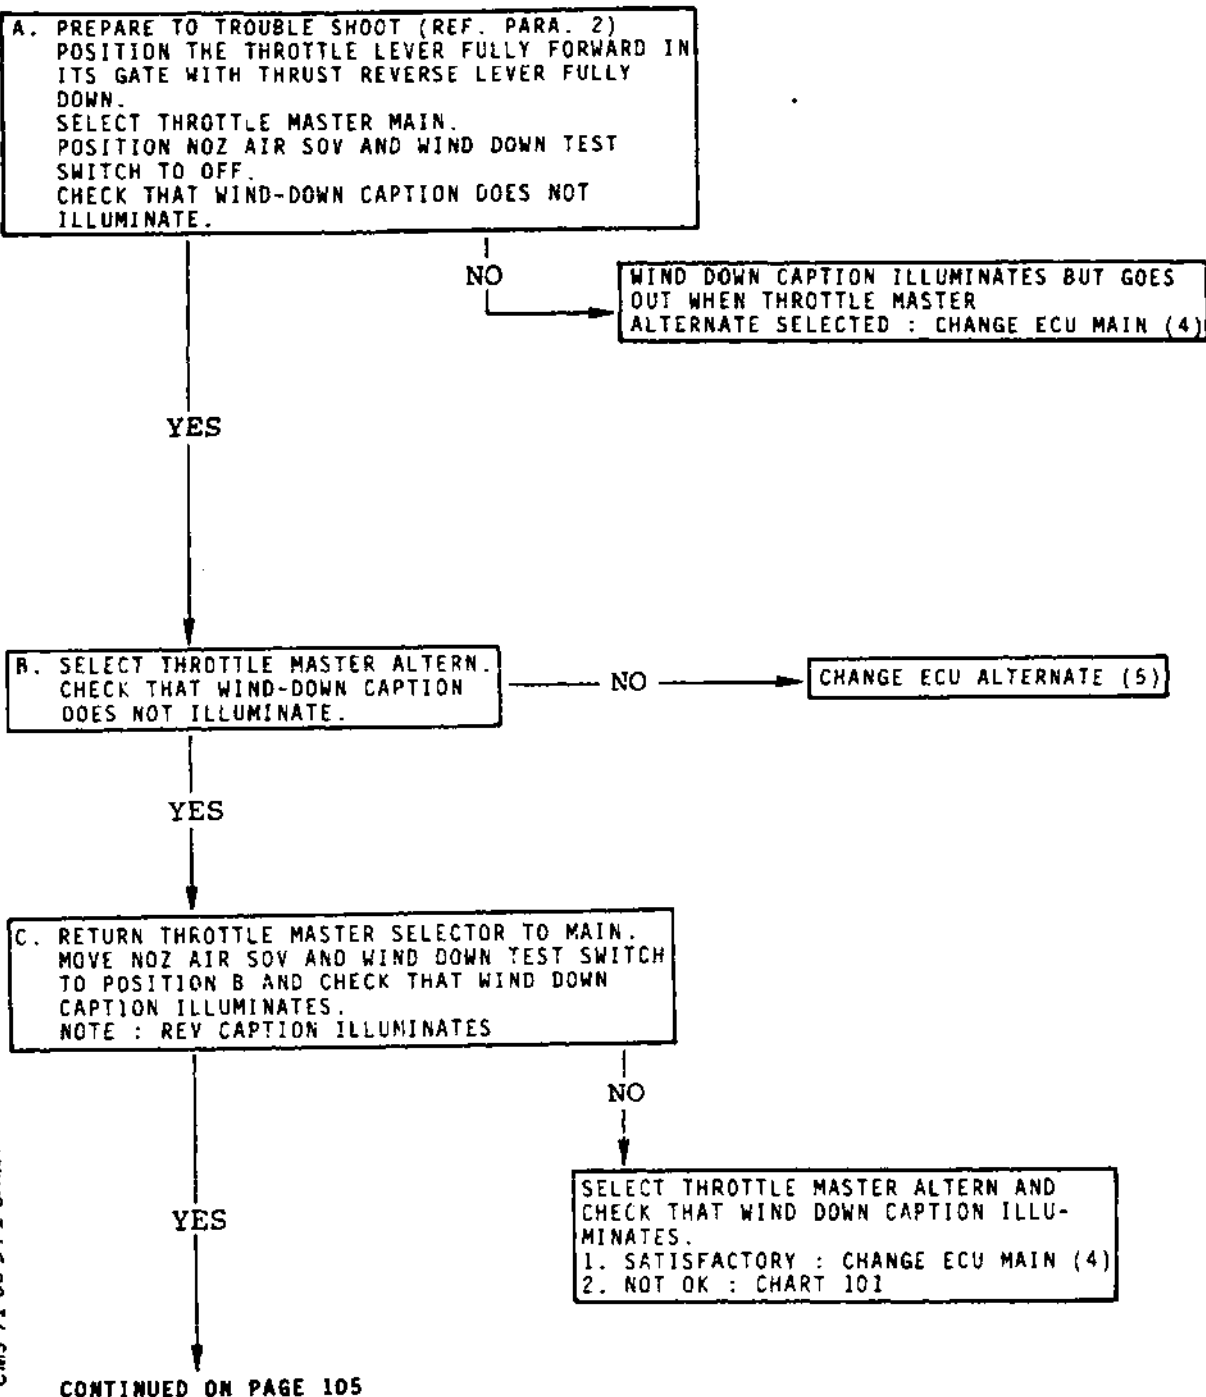 A. PREPARE TO TROUBLE SHOOT (REF. PARA. 2)
POSITION THE THROTTLE LEVER FULLY FORWARD IN
ITS GATE WITH THRUST REVERSE LEVER FULLY
DOWN.
SELECT THROTTLE MASTER MAIN.
POSITION NOZ AIR SOV AND WIND DOWN TEST
SWITCH TO OFF.
CHECK THAT WIND-DOWN CAPTION DOES NOT
ILLUMINATE.
NO
WIND DOWN CAPTION ILLUMINATES BUT GOES
OUT WHEN THROTTLE MASTER
ALTERNATE SELECTED : CHANGE ECU MAIN (4)
YES
B. SELECT THROTTLE MASTER ALTERN.
CHECK THAT WIND-DOWN CAPTION
DOES NOT ILLUMINATE.
NO
CHANGE ECU ALTERNATE (5)
YES
C. RETURN THROTTLE MASTER SELECTOR TO MAIN.
MOVE NOZ AIR SOV AND WIND DOWN TEST SWITCH
TO POSITION B AND CHECK THAT WIND DOWN
CAPTION ILLUMINATES.
NOTE : REV CAPTION ILLUMINATES
NO
SELECT THROTTLE MASTER ALTERN AND
CHECK THAT WIND DOWN CAPTION ILLU-
MINATES.
1. SATISFACTORY : CHANGE ECU MAIN (4)
2. NOT OK : CHART 101
YES
CONTINUED ON PAGE 105